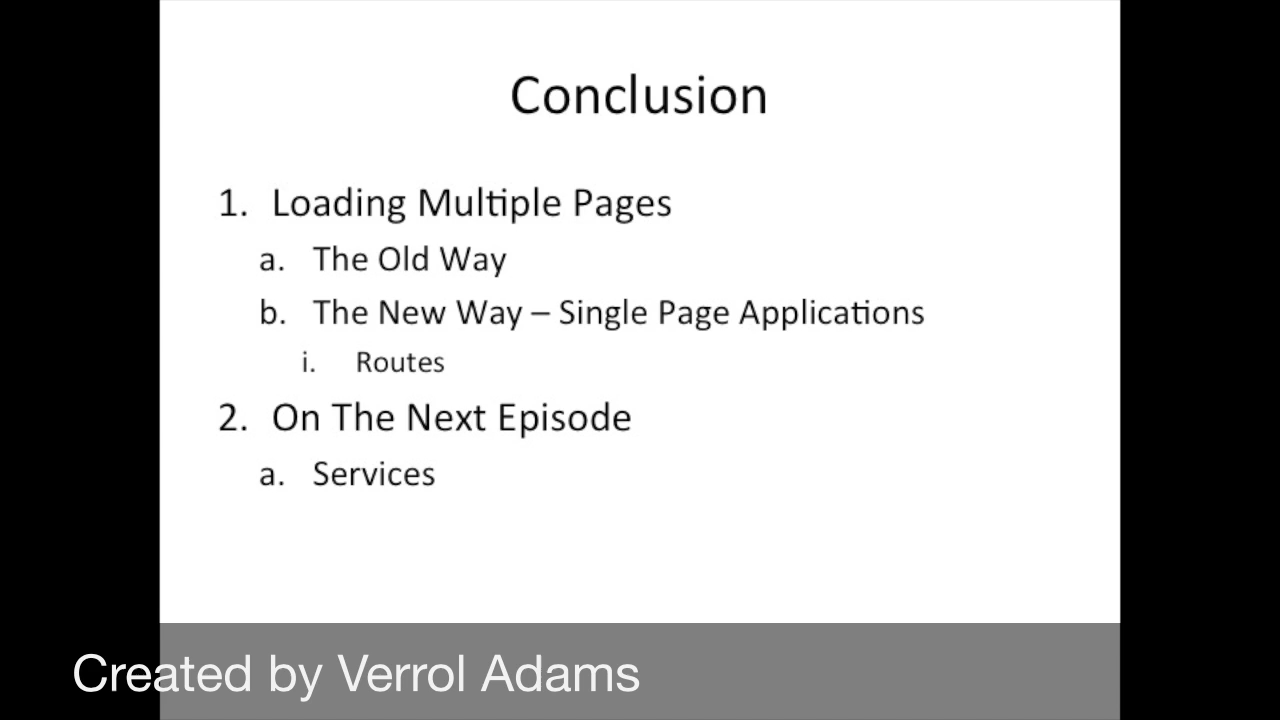 Conclusion
1. Loading Multiple Pages
a. The Old Way
b. The New Way – Single Page Applications
i. Routes
2. On The Next Episode
a. Services
Created by Verrol Adams